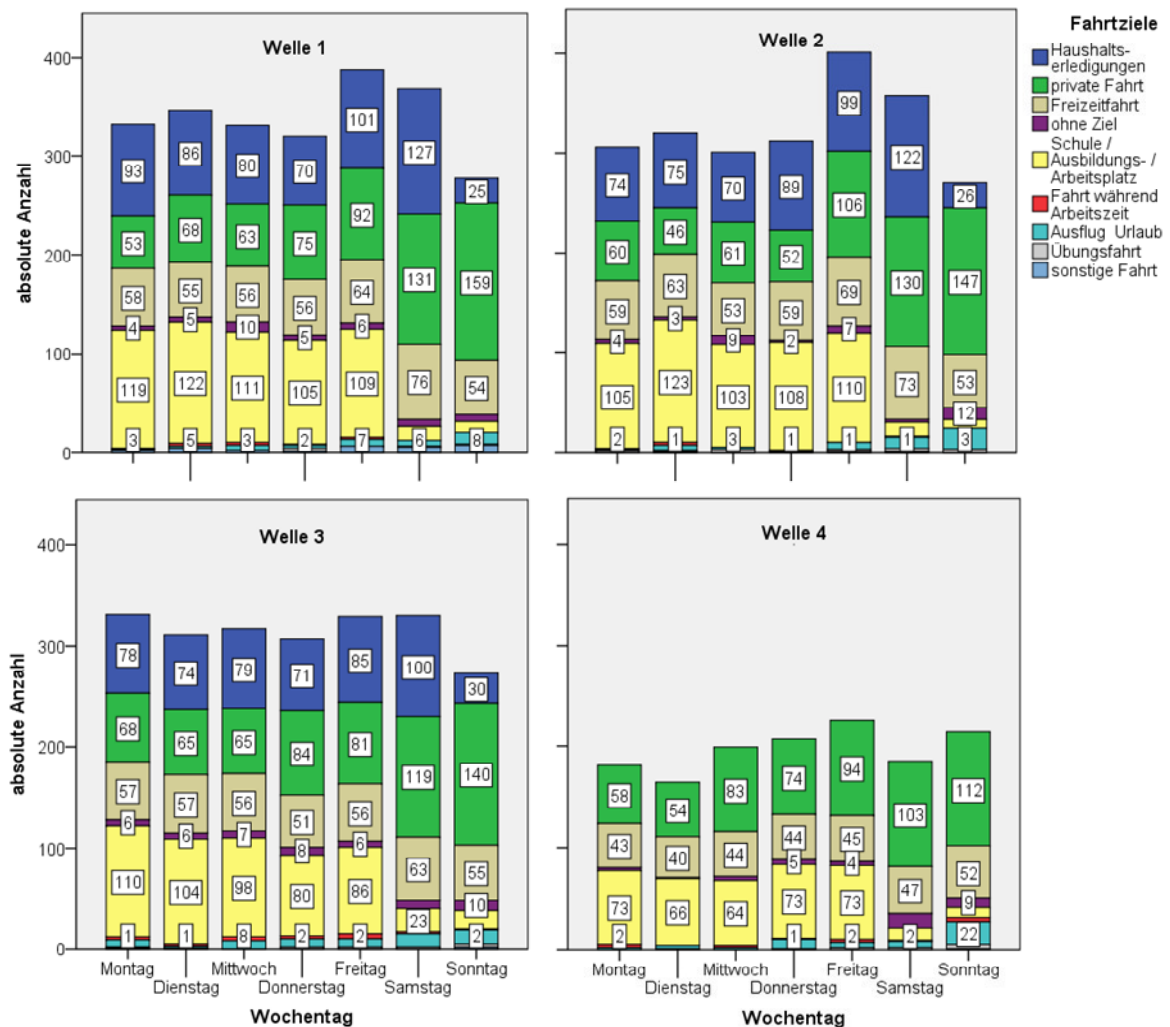 Welle 1
400
300
200
100
0
absolute Anzahl
93 86 80 70 101 127 25
53 68 63 75 92 131 159
58 55 56 56 64 76 54
4 5 10 5 6
119 122 111 105 109
3 5 3 2 7 6 8
Welle 2
74 75 70 89 99 122 26
60 46 61 52 106 130 147
59 63 53 59 69 73 53
4 3 9 2 7 12
105 123 103 108 110
2 1 3 1 1 1 3
Fahrtziele
Haushalts-
erledigungen
private Fahrt
Freizeitfahrt
ohne Ziel
Schule /
Ausbildungs- /
Arbeitsplatz
Fahrt während
Arbeitszeit
Ausflug Urlaub
Übungsfahrt
sonstige Fahrt
Welle 3
400
300
200
100
0
absolute Anzahl
78 74 79 71 85 100 30
68 65 65 84 81 119 140
57 57 56 51 56 63 55
6 6 7 8 6 10
110 104 98 80 86 23
1 1 8 2 2 2
Montag Mittwoch Freitag Sonntag
Dienstag Donnerstag Samstag
Wochentag
Welle 4
58 54 83 74 94 103 112
43 40 44 44 45 47 52
5 4 9
73 66 64 73 73 2
2 1 2 22
Montag Mittwoch Freitag Sonntag
Dienstag Donnerstag Samstag
Wochentag